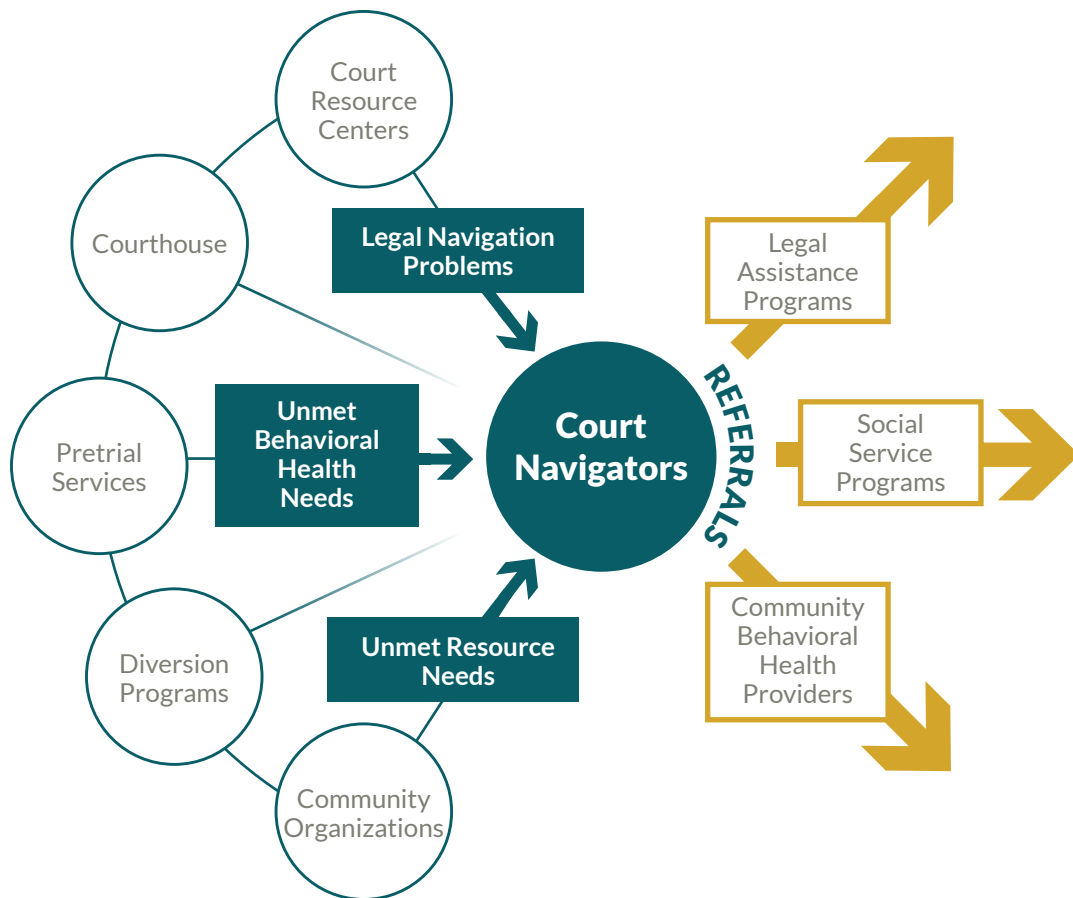 Court
Resource
Centers
Courthouse
Pretrial
Services
Diversion
Programs
Community
Organizations
Legal Navigation
Problems
Unmet
Behavioral
Health
Needs
Unmet Resource
Needs
Court
Navigators
REFERRALS
Legal
Assistance
Programs
Social
Service
Programs
Community
Behavioral
Health
Providers